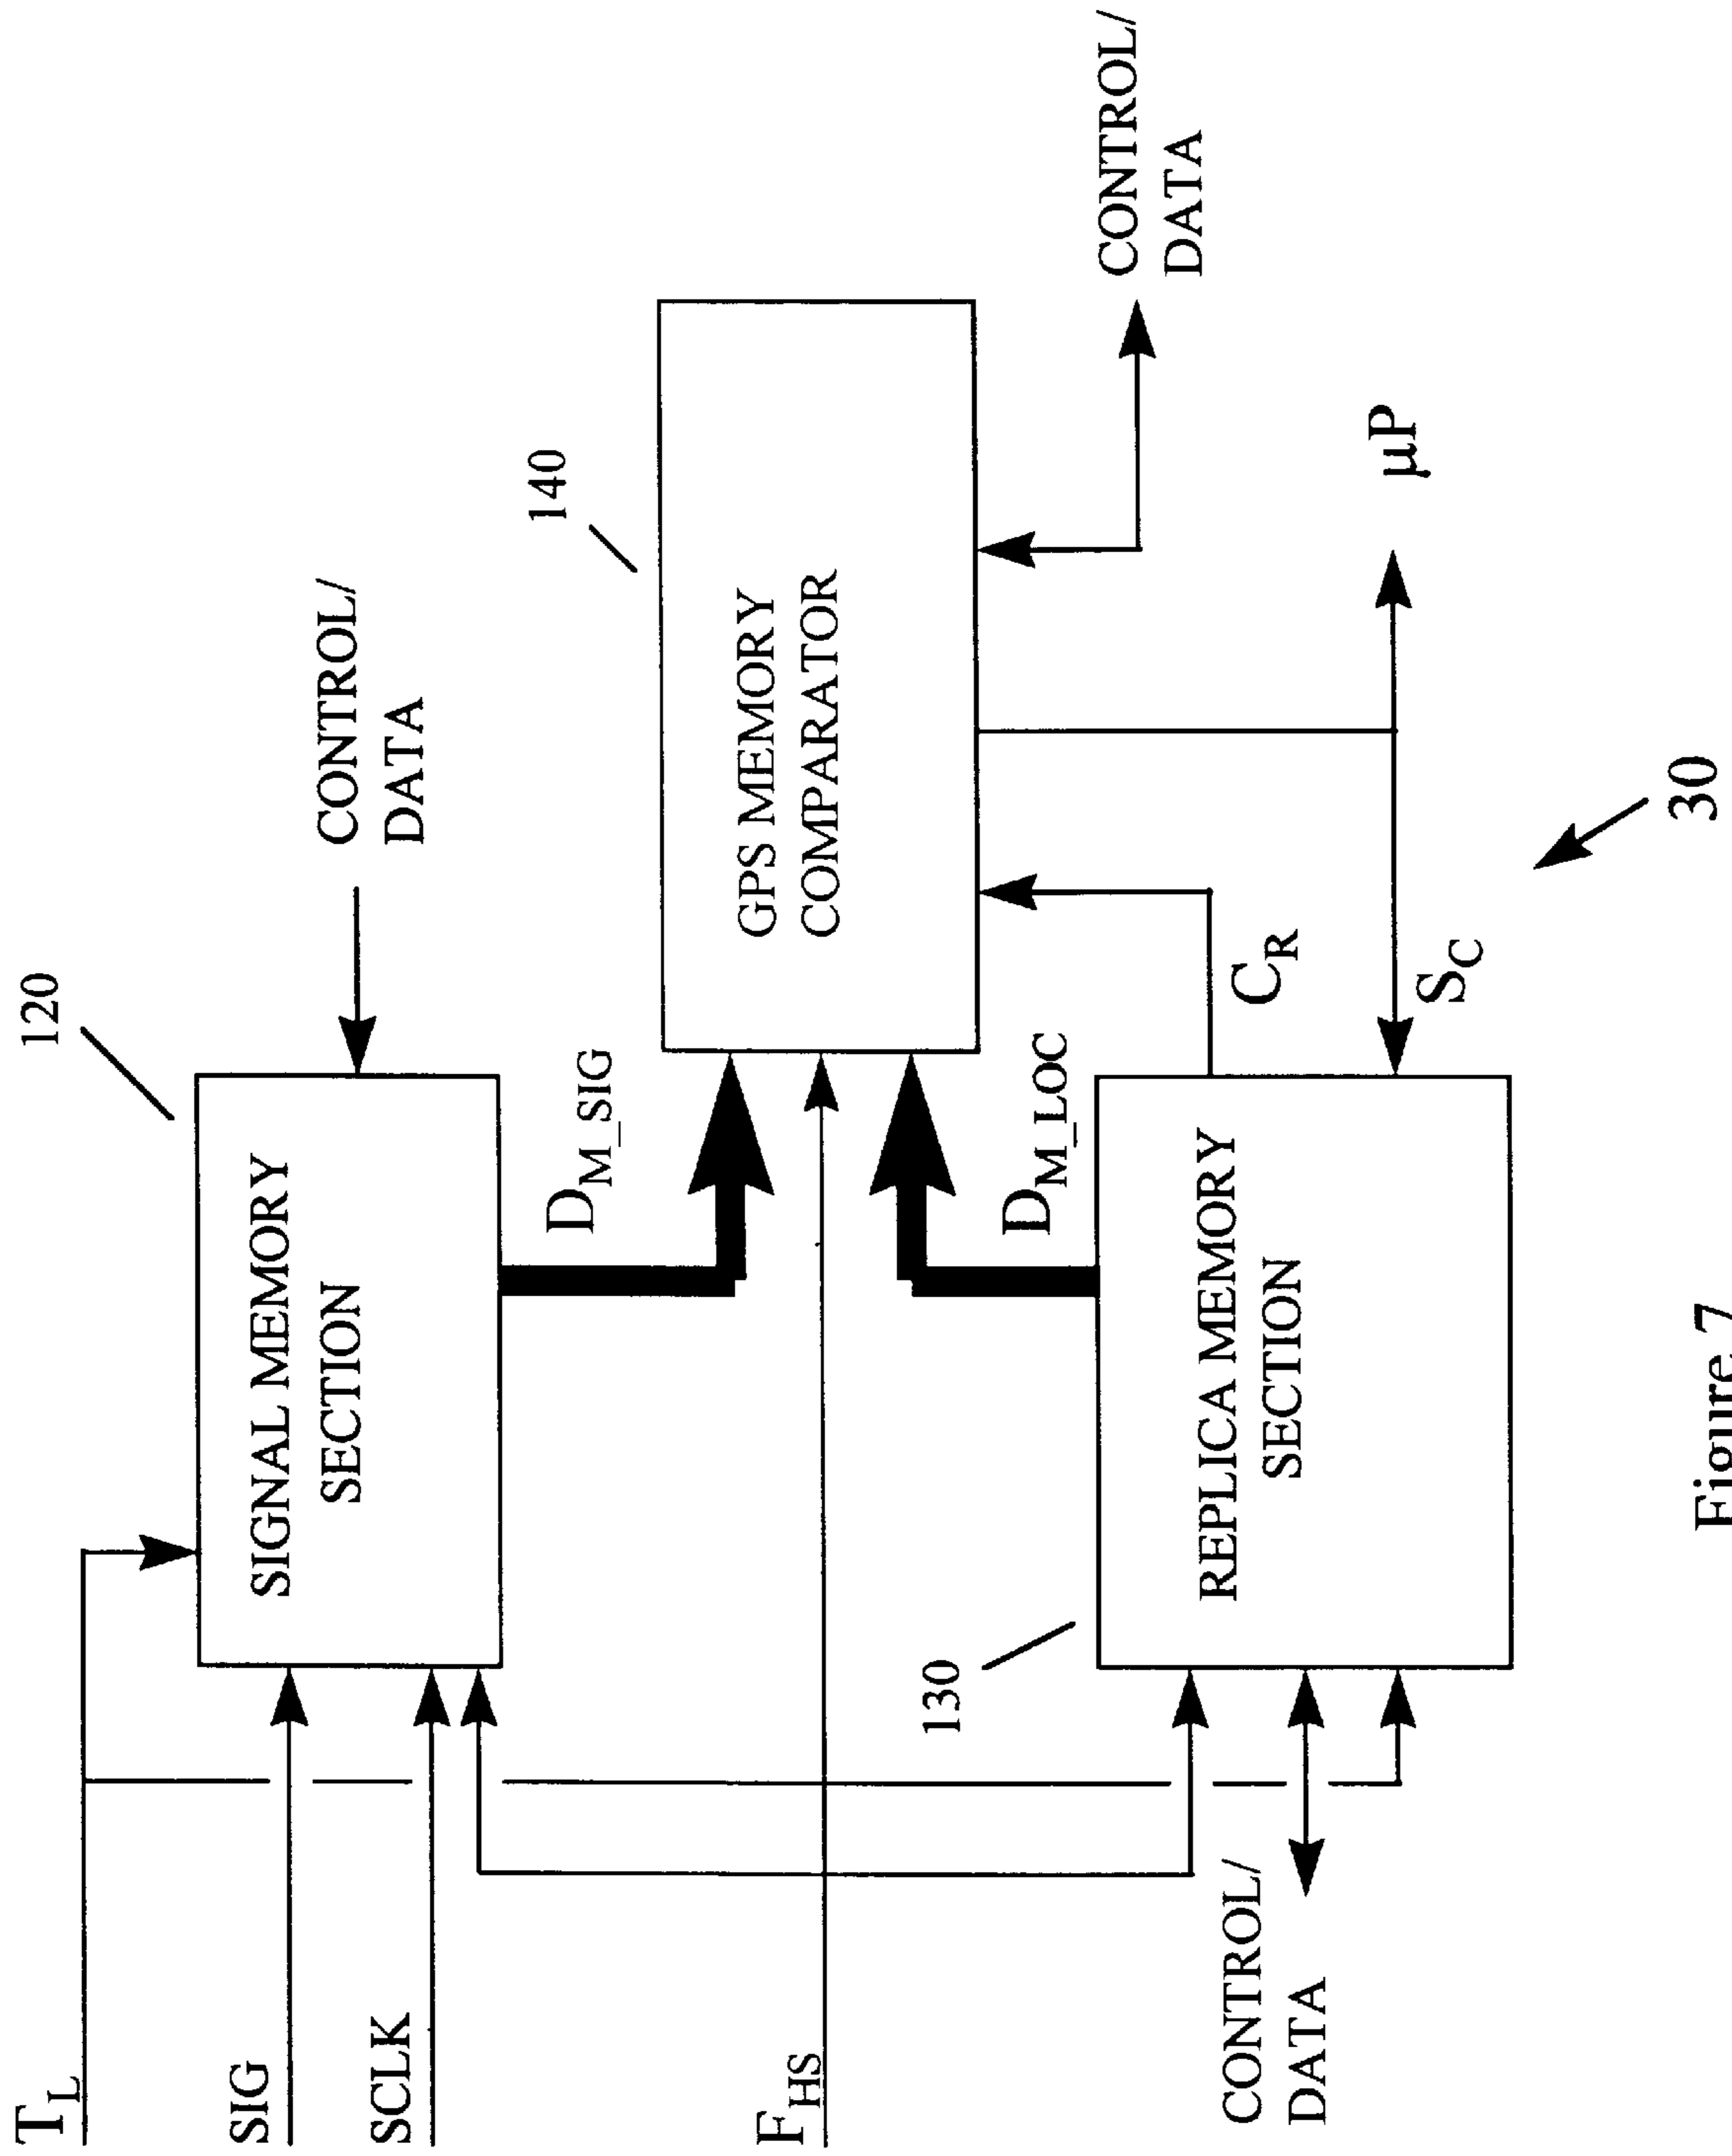 T_L
SIG
SCLK
F_HS
CONTROL/
DATA
120
SIGNAL MEMORY
SECTION
CONTROL/
DATA
D_M_SIG
140
GPS MEMORY
COMPARATOR
D_M_LOC
130
REPLICA MEMORY
SECTION
C_R
S_C
CONTROL/
DATA
µP
30
Figure 7